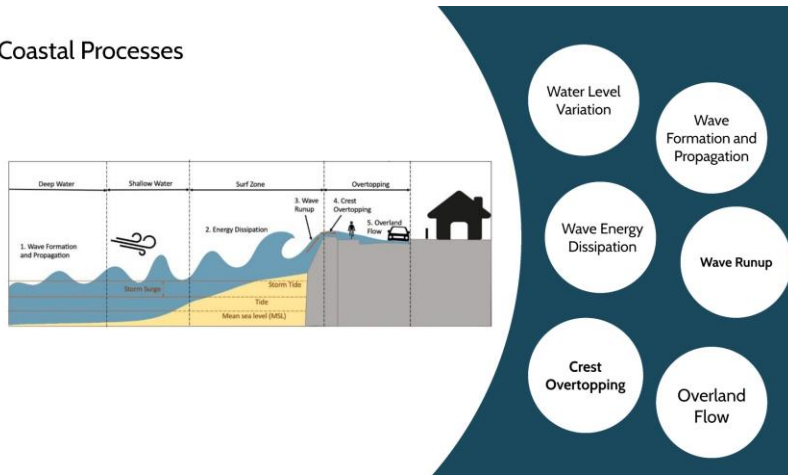 Coastal Processes
Deep Water
Shallow Water
Surf Zone
Overtopping
3. Wave
Runup
4. Crest
Overtopping
5. Overland
Flow
2. Energy Dissipation
1. Wave Formation
and Propagation
Storm Surge
Storm Tide
Tide
Mean sea level (MSL)
Water Level
Variation
Wave
Formation and
Propagation
Wave Energy
Dissipation
Wave Runup
Crest
Overtopping
Overland
Flow